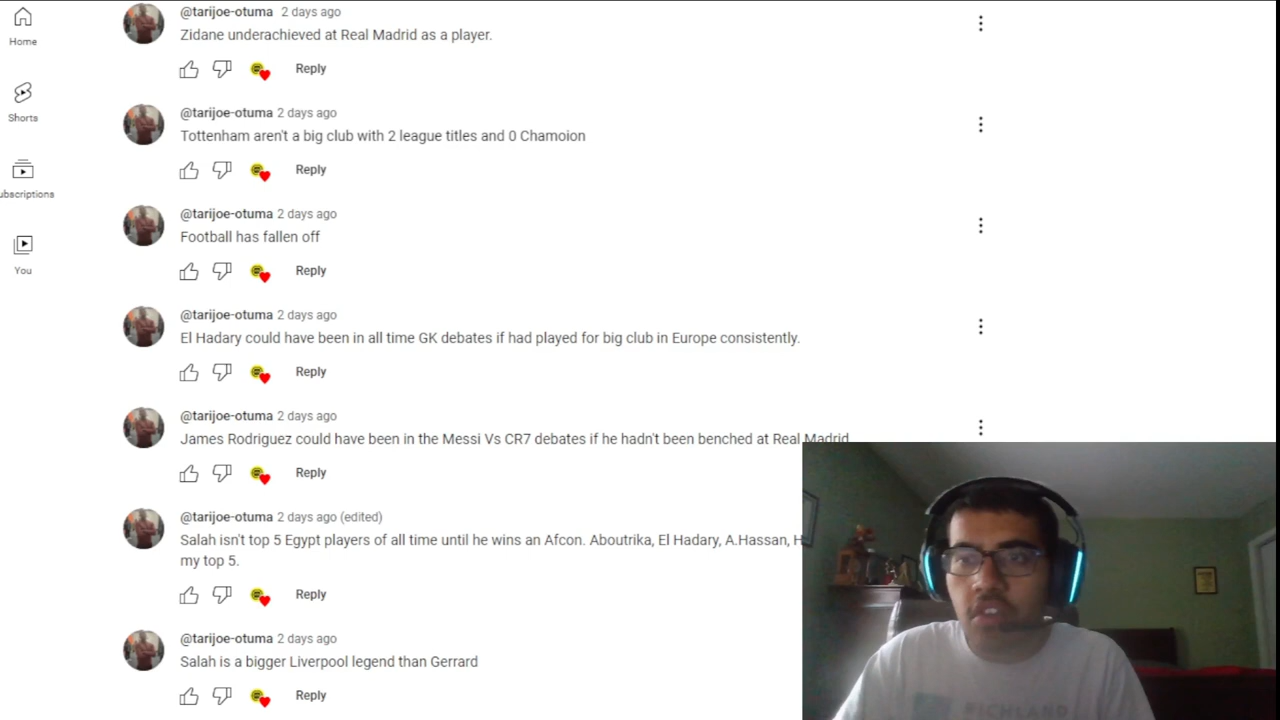 @tarijoe-otuma 2 days ago
Home
Zidane underachieved at Real Madrid as a player.
Reply
Shorts
@tarijoe-otuma 2 days ago
Tottenham aren't a big club with 2 league titles and 0 Chamoion
Reply
ubscriptions
@tarijoe-otuma 2 days ago
Football has fallen off
You
Reply
@tarijoe-otuma 2 days ago
El Hadary could have been in all time GK debates if had played for big club in Europe consistently.
Reply
@tarijoe-otuma 2 days ago
James Rodriguez could have been in the Messi Vs CR7 debates if he hadn't been benched at Real Madrid
Reply
@tarijoe-otuma 2 days ago (edited)
Salah isn't top 5 Egypt players of all time until he wins an Afcon. Aboutrika, El Hadary, A.Hassan, H
my top 5.
Reply
@tarijoe-otuma 2 days ago
Salah is a bigger Liverpool legend than Gerrard
Reply
RICHLAND